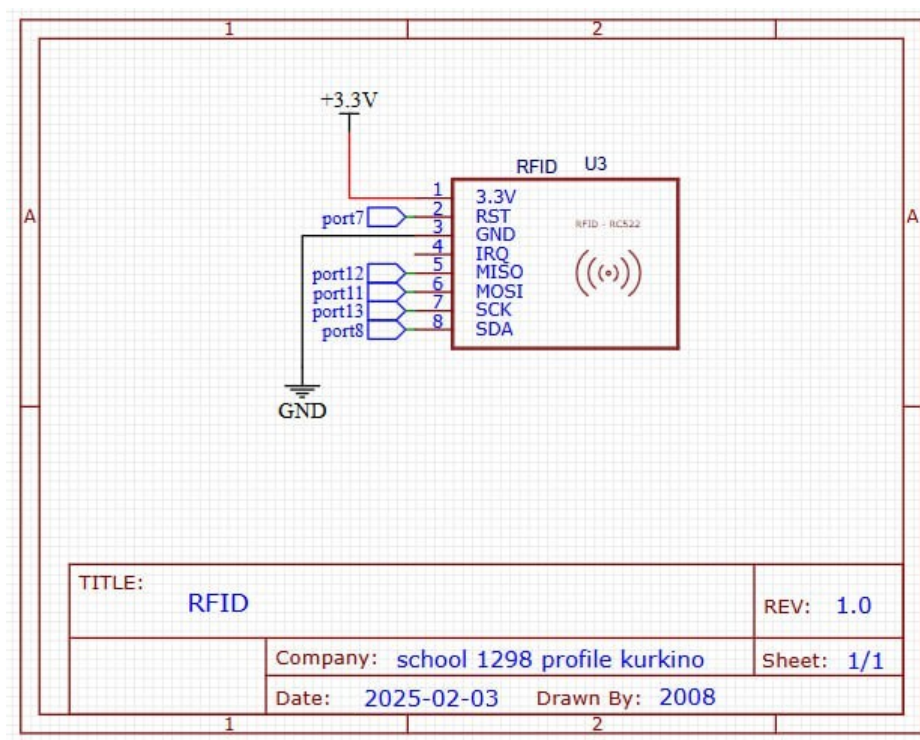 1 2
+3.3V
RFID U3
1 3.3V
port7 2 RST
RFID - RC522
A A
3 GND
4 IRQ
port12 5 MISO
port11 6 MOSI
port13 7 SCK
port8 8 SDA
GND
TITLE:
RFID
REV: 1.0
Company: school 1298 profile kurkino
Sheet: 1/1
Date: 2025-02-03 Drawn By: 2008
1 2